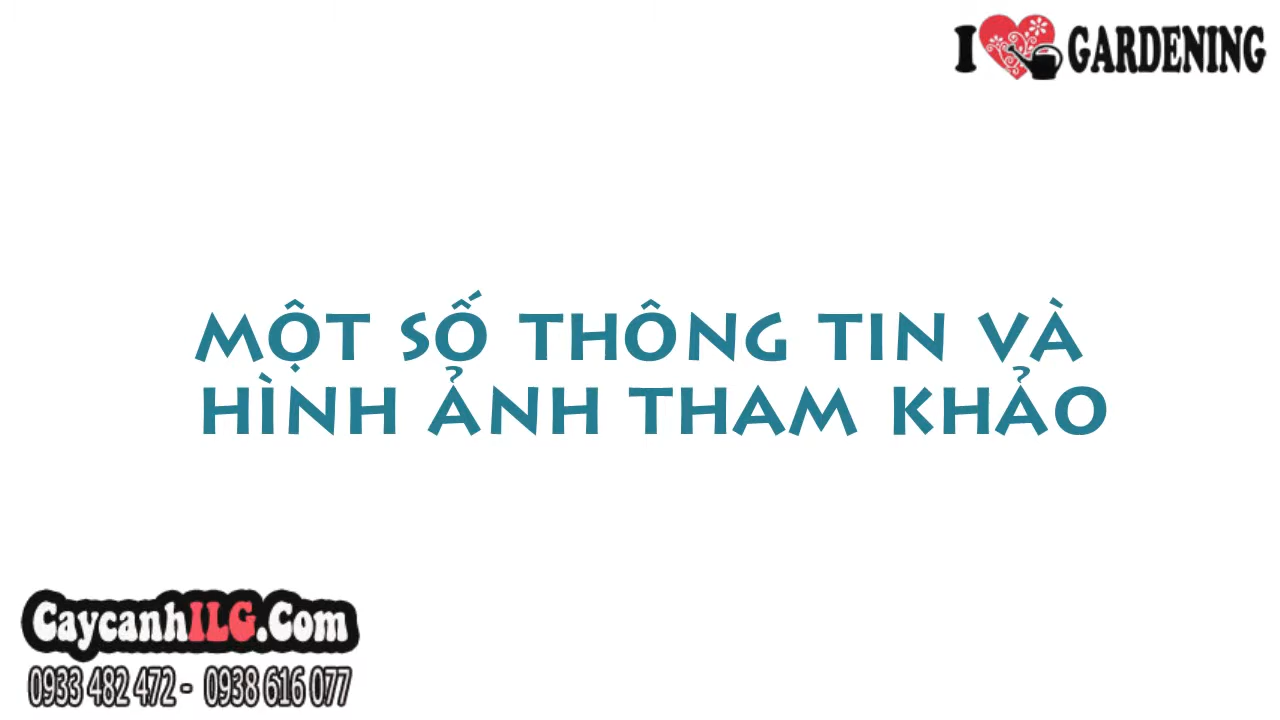 I GARDENING
MỘT SỐ THÔNG TIN VÀ
HÌNH ẢNH THAM KHẢO
CaycanhILG.Com
0933 482 472 - 0938 616 077